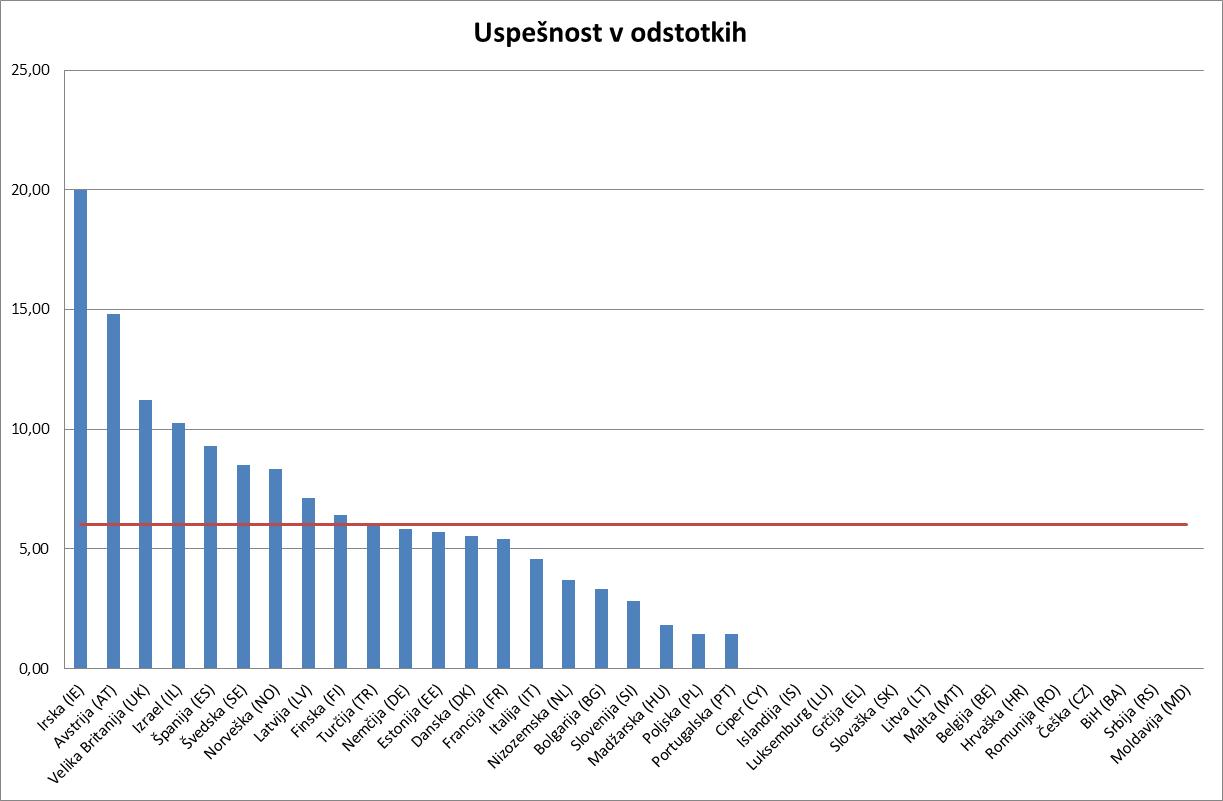 Uspešnost v odstotkih
25,00
20,00
15,00
10,00
5,00
0,00
Irska (IE)
Avstrija (AT)
Velika Britanija (UK)
Izrael (IL)
Španija (ES)
Švedska (SE)
Norveška (NO)
Latvija (LV)
Finska (FI)
Turčija (TR)
Nemčija (DE)
Estonija (EE)
Danska (DK)
Francija (FR)
Italija (IT)
Nizozemska (NL)
Bolgarija (BG)
Slovenija (SI)
Madžarska (HU)
Poljska (PL)
Portugalska (PT)
Ciper (CY)
Islandija (IS)
Luksemburg (LU)
Grčija (EL)
Slovaška (SK)
Litva (LT)
Malta (MT)
Belgija (BE)
Hrvaška (HR)
Romunija (RO)
Češka (CZ)
BiH (BA)
Srbija (RS)
Moldavija (MD)